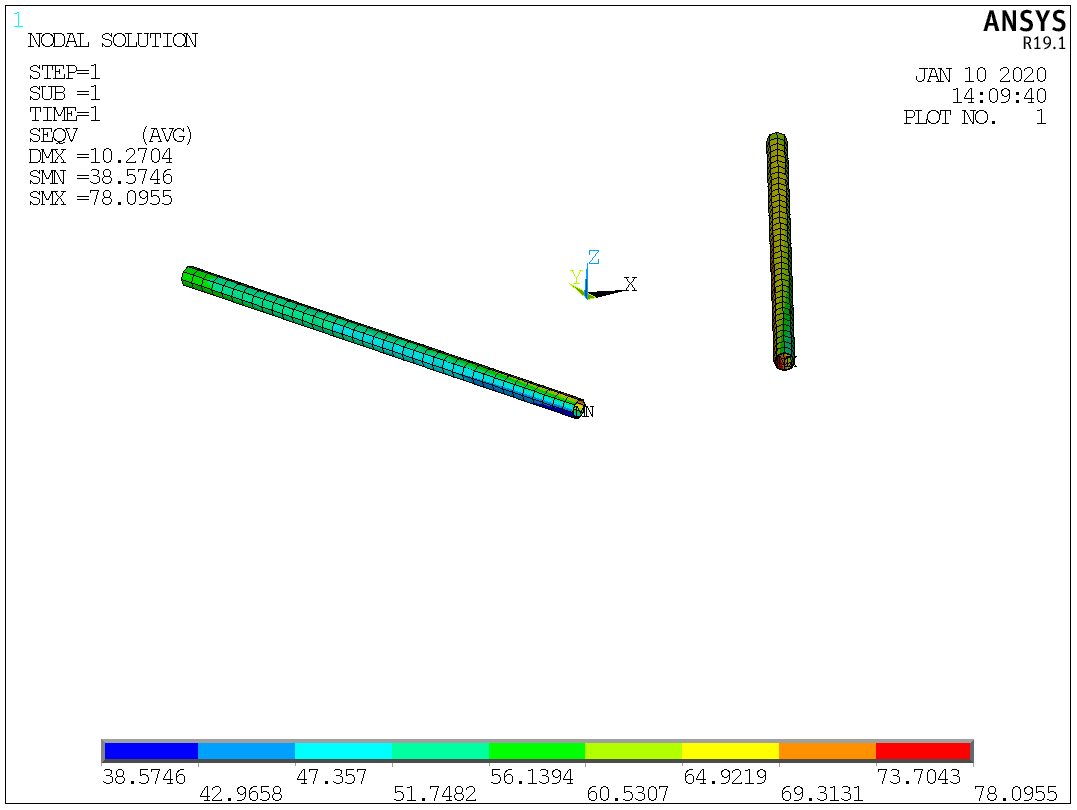 1
NODAL SOLUTION
STEP=1
SUB =1
TIME=1
SEQV (AVG)
DMX =10.2704
SMN =38.5746
SMX =78.0955
ANSYS
R19.1
JAN 10 2020
14:09:40
PLOT NO. 1
Z
Y
X
MN
38.5746
42.9658
47.357
51.7482
56.1394
60.5307
64.9219
69.3131
73.7043
78.0955